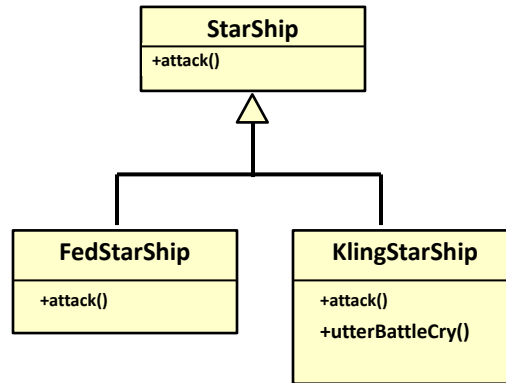 StarShip
+attack()
FedStarShip
+attack()
KlingStarShip
+attack()
+utterBattleCry()